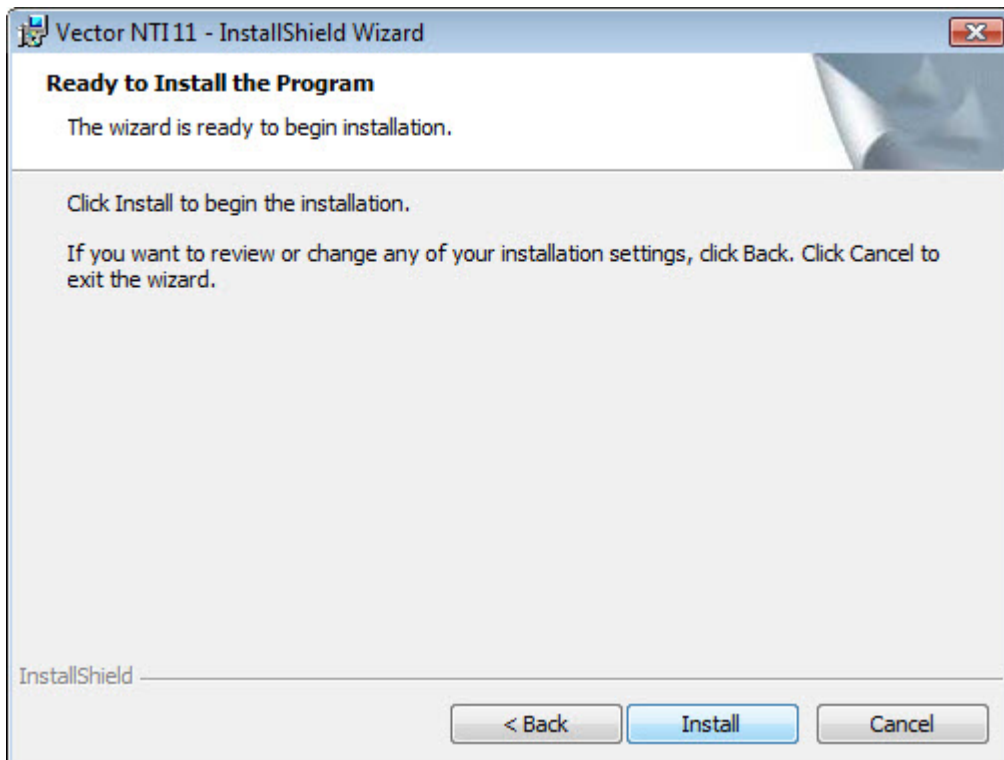 Vector NTI 11 - InstallShield Wizard
Ready to Install the Program
The wizard is ready to begin installation.
Click Install to begin the installation.
If you want to review or change any of your installation settings, click Back. Click Cancel to
exit the wizard.
InstallShield
< Back
Install
Cancel